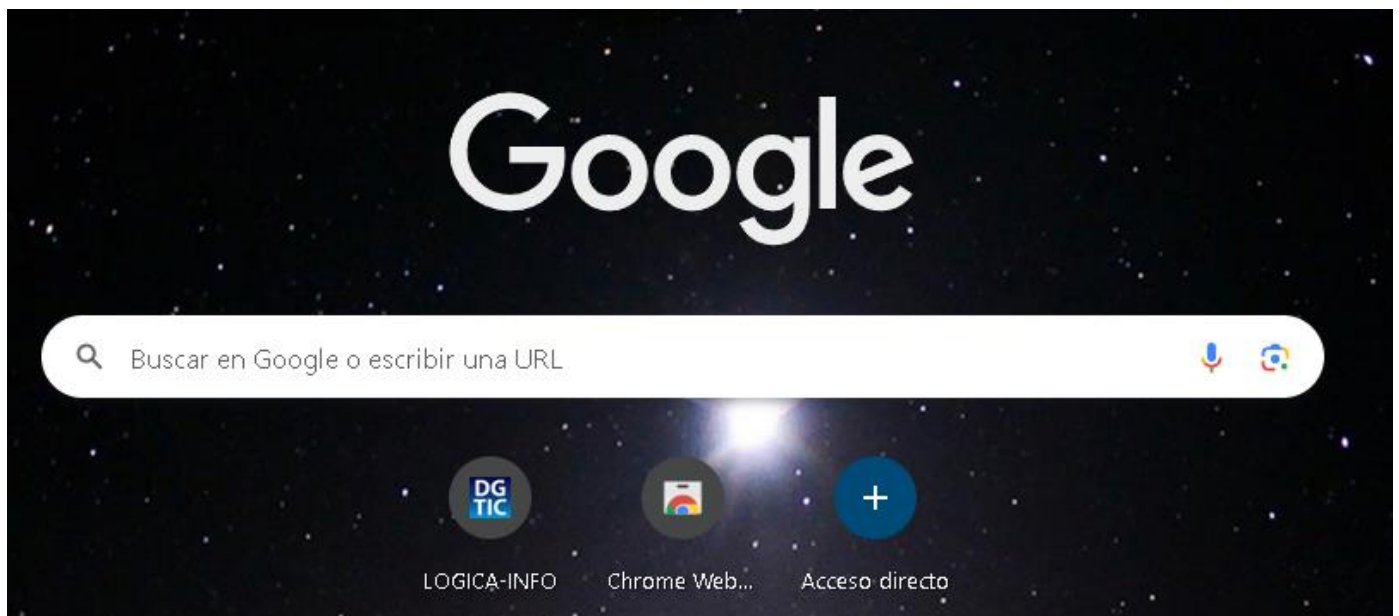 Google
Buscar en Google o escribir una URL
DG
TIC
LOGICA-INFO
Chrome Web...
Acceso directo